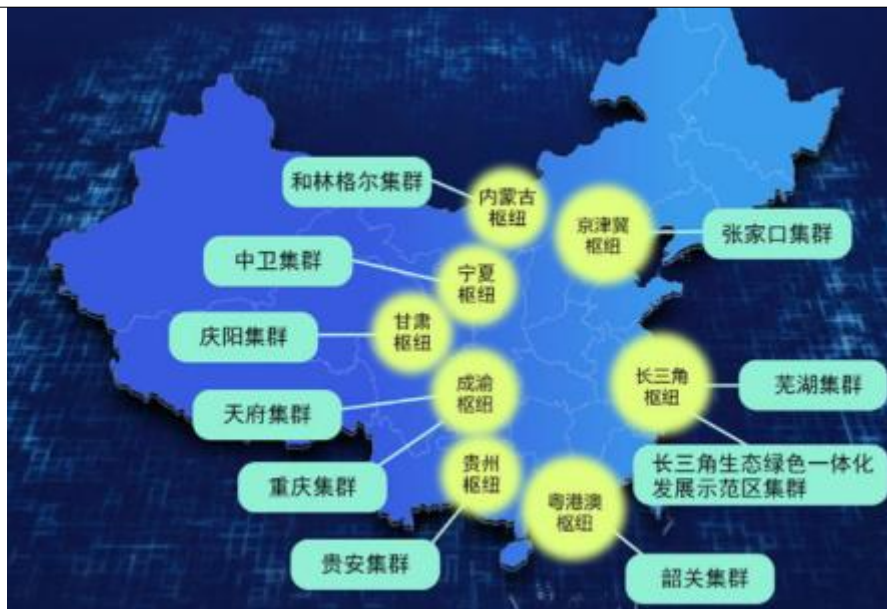 和林格尔集群
内蒙古
枢纽
京津冀
枢纽
张家口集群
中卫集群
宁夏
枢纽
庆阳集群
甘肃
枢纽
天府集群
成渝
枢纽
长三角
枢纽
芜湖集群
重庆集群
贵州
枢纽
长三角生态绿色一体化
发展示范区集群
粤港澳
枢纽
贵安集群
韶关集群